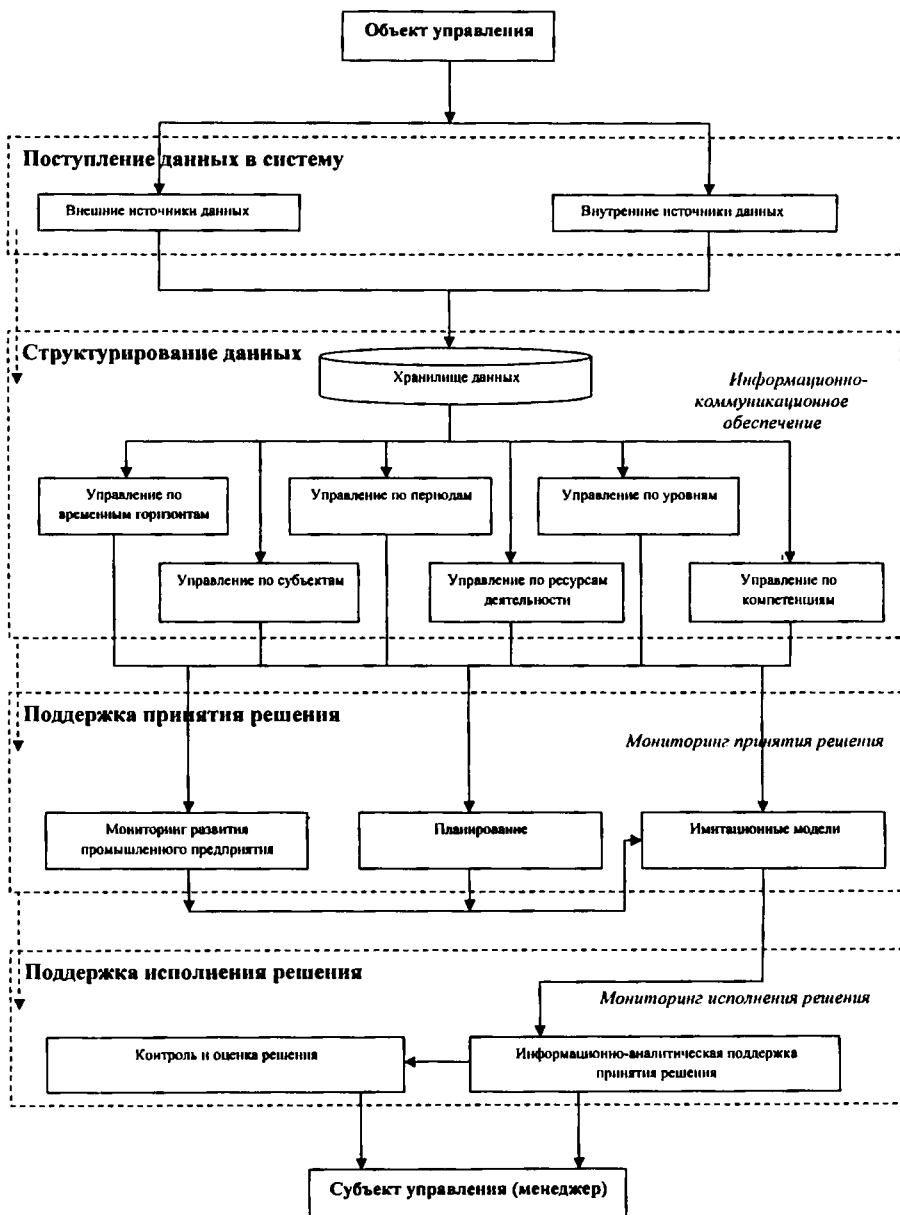 Объект управления
Поступление данных в систему
Внешние источники данных
Внутренние источники данных
Структурирование данных
Хранилище данных
Информационно-
коммуникационное
обеспечение
Управление по
временным горизонтам
Управление по периодам
Управление по уровням
Управление по субъектам
Управление по ресурсам
деятельности
Управление по
компетенциям
Поддержка принятия решения
Мониторинг принятия решения
Мониторинг развития
промышленного предприятия
Планирование
Имитационные модели
Поддержка исполнения решения
Мониторинг исполнения решения
Контроль и оценка решения
Информационно-аналитическая поддержка
принятия решения
Субъект управления (менеджер)